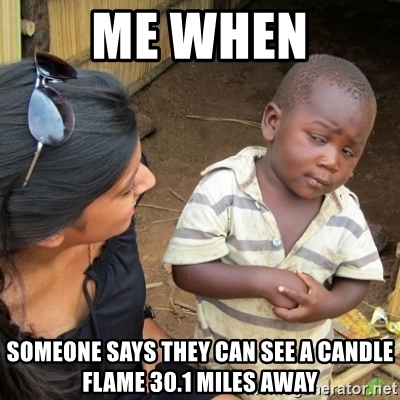 ME WHEN
SOMEONE SAYS THEY CAN SEE A CANDLE
FLAME 30.1 MILES AWAY